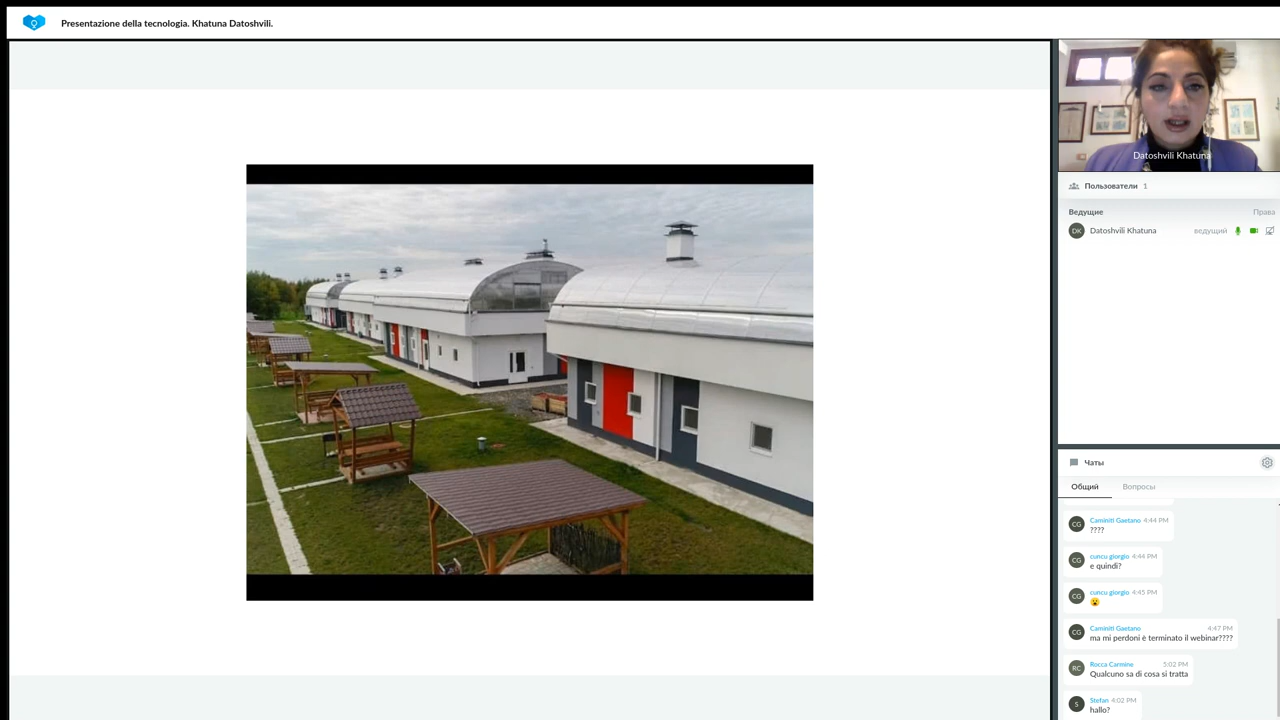 Presentazione della tecnologia. Khatuna Datoshvili.
Datoshvili Khatuna
Пользователи 1
Ведущие Права
DK Datoshvili Khatuna ведущий
Чаты
Общий Вопросы
CG Caminiti Gaetano 4:44 PM
????
CG cuncu giorgio 4:44 PM
e quindi?
CG cuncu giorgio 4:45 PM
😮
CG Caminiti Gaetano 4:47 PM
ma mi perdoni è terminato il webinar????
RC Rocca Carmine 5:02 PM
Qualcuno sa di cosa si tratta
S Stefan 4:02 PM
hallo?